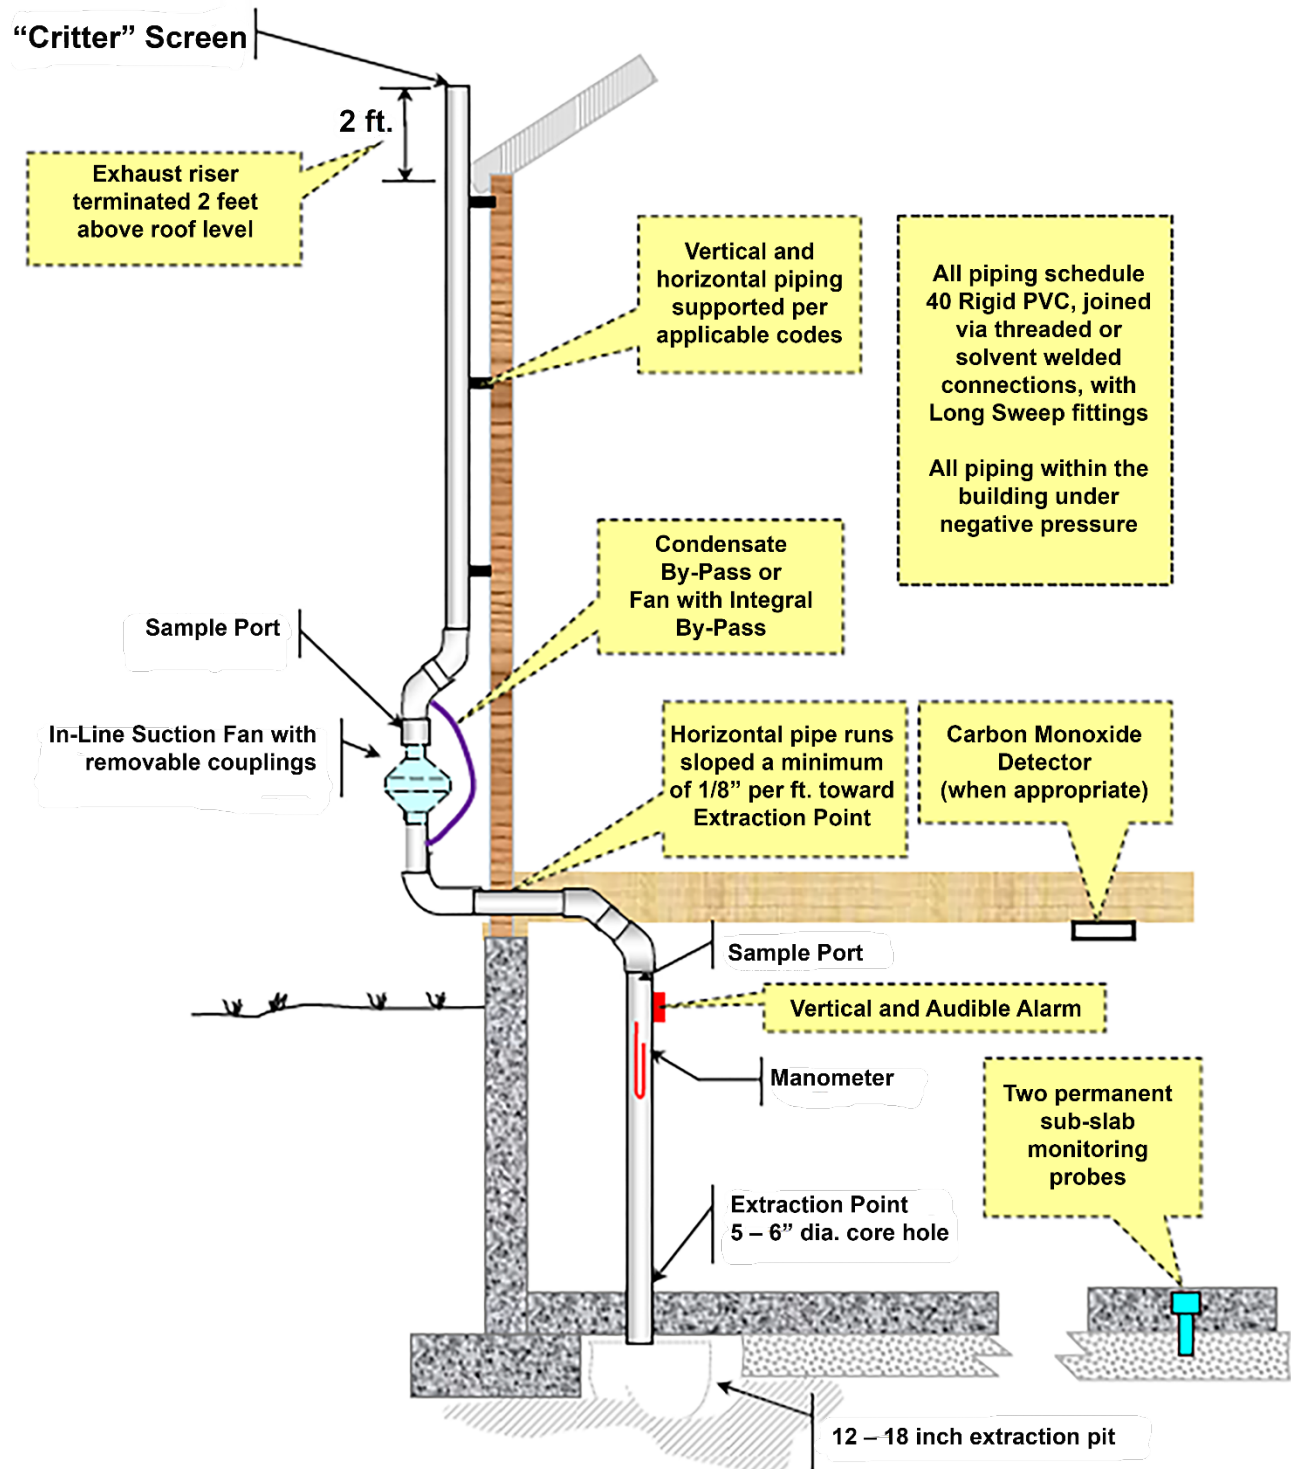 “Critter” Screen
2 ft.
Exhaust riser
terminated 2 feet
above roof level
Vertical and
horizontal piping
supported per
applicable codes
All piping schedule
40 Rigid PVC, joined
via threaded or
solvent welded
connections, with
Long Sweep fittings
All piping within the
building under
negative pressure
Condensate
By-Pass or
Fan with Integral
By-Pass
Sample Port
In-Line Suction Fan with
removable couplings
Horizontal pipe runs
sloped a minimum
of 1/8” per ft. toward
Extraction Point
Carbon Monoxide
Detector
(when appropriate)
Sample Port
Vertical and Audible Alarm
Manometer
Two permanent
sub-slab
monitoring
probes
Extraction Point
5 – 6” dia. core hole
12 – 18 inch extraction pit